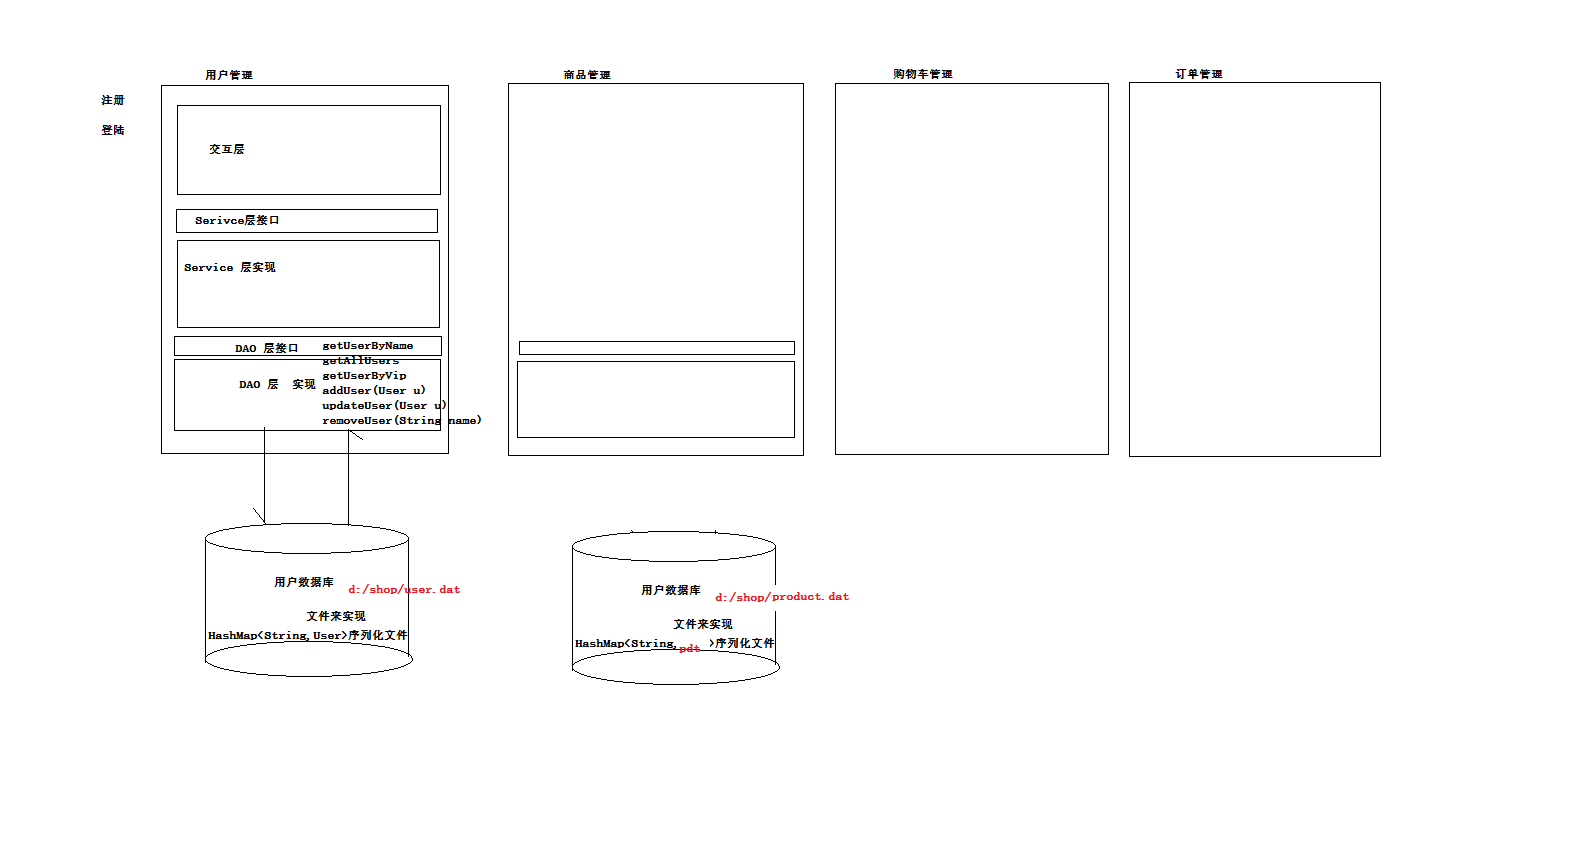 用户管理
商品管理
购物车管理
订单管理
注册
登陆
交互层
Serivce层接口
Service 层实现
DAO 层接口
getUserByName
getAllUsers
getUserByVip
DAO 层 实现
addUser(User u)
updateUser(User u)
removeUser(String name)
用户数据库
d:/shop/user.dat
文件来实现
HashMap<String,User>序列化文件
用户数据库
d:/shop/product.dat
文件来实现
HashMap<String,pdt >序列化文件